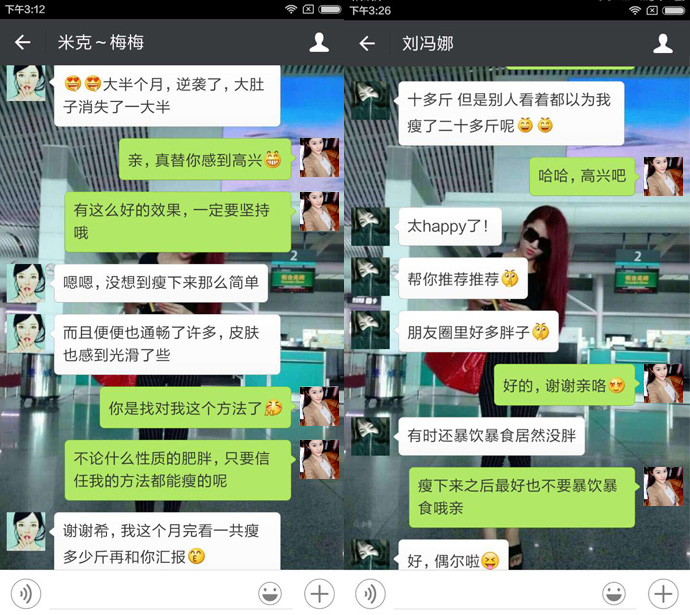 下午3:12
米克~梅梅
大半个月，逆袭了，大肚
子消失了一大半
亲，真替你感到高兴
有这么好的效果，一定要坚持
哦
嗯嗯，没想到瘦下来那么简单
而且便便也通畅了许多，皮肤
也感到光滑了些
你是找对我这个方法了
不论什么性质的肥胖，只要信
任我的方法都能瘦的呢
谢谢希，我这个月完看一共瘦
多少斤再和你汇报
下午3:26
刘冯娜
十多斤 但是别人看着都以为我
瘦了二十多斤呢
哈哈，高兴吧
太happy了！
2
帮你推荐推荐
朋友圈里好多胖子
好的，谢谢亲咯
有时还暴饮暴食居然没胖
瘦下来之后最好也不要暴饮暴
食哦亲
好，偶尔啦